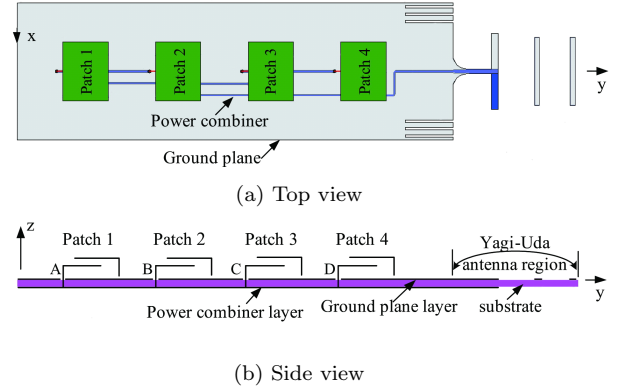 x
Patch 1
Patch 2
Patch 3
Patch 4
y
Power combiner
Ground plane
(a) Top view
z
Patch 1
Patch 2
Patch 3
Patch 4
Yagi-Uda
antenna region
A
B
C
D
y
Power combiner layer
Ground plane layer
substrate
(b) Side view